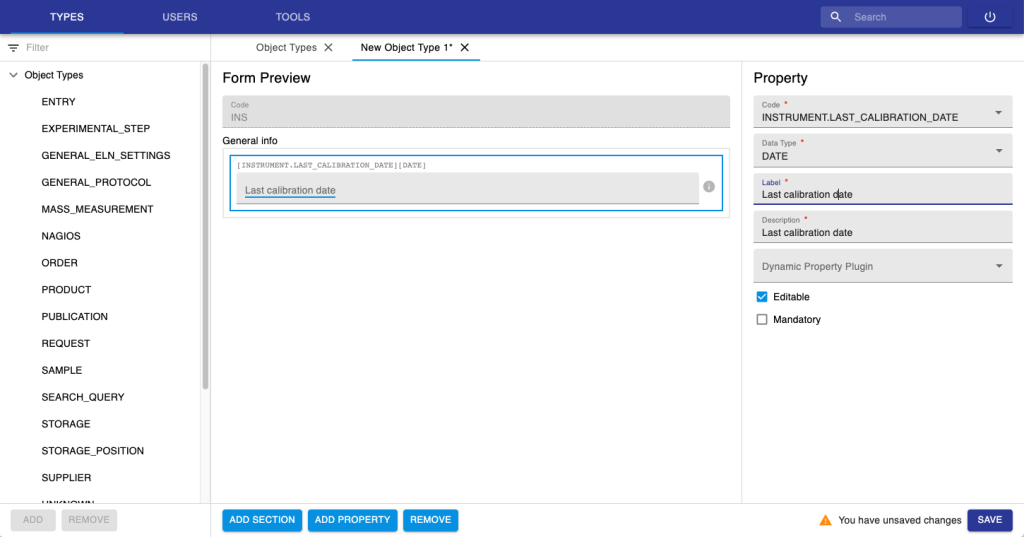 TYPES USERS TOOLS Search
Filter
Object Types
ENTRY
EXPERIMENTAL_STEP
GENERAL_ELN_SETTINGS
GENERAL_PROTOCOL
MASS_MEASUREMENT
NAGIOS
ORDER
PRODUCT
PUBLICATION
REQUEST
SAMPLE
SEARCH_QUERY
STORAGE
STORAGE_POSITION
SUPPLIER
UNKNOWN
ADD REMOVE
Object Types New Object Type 1*
Form Preview
Code
INS
General info
[INSTRUMENT.LAST_CALIBRATION_DATE][DATE]
Last calibration date
ADD SECTION ADD PROPERTY REMOVE
Property
Code *
INSTRUMENT.LAST_CALIBRATION_DATE
Data Type *
DATE
Label *
Last calibration date
Description *
Last calibration date
Dynamic Property Plugin
Editable
Mandatory
You have unsaved changes SAVE